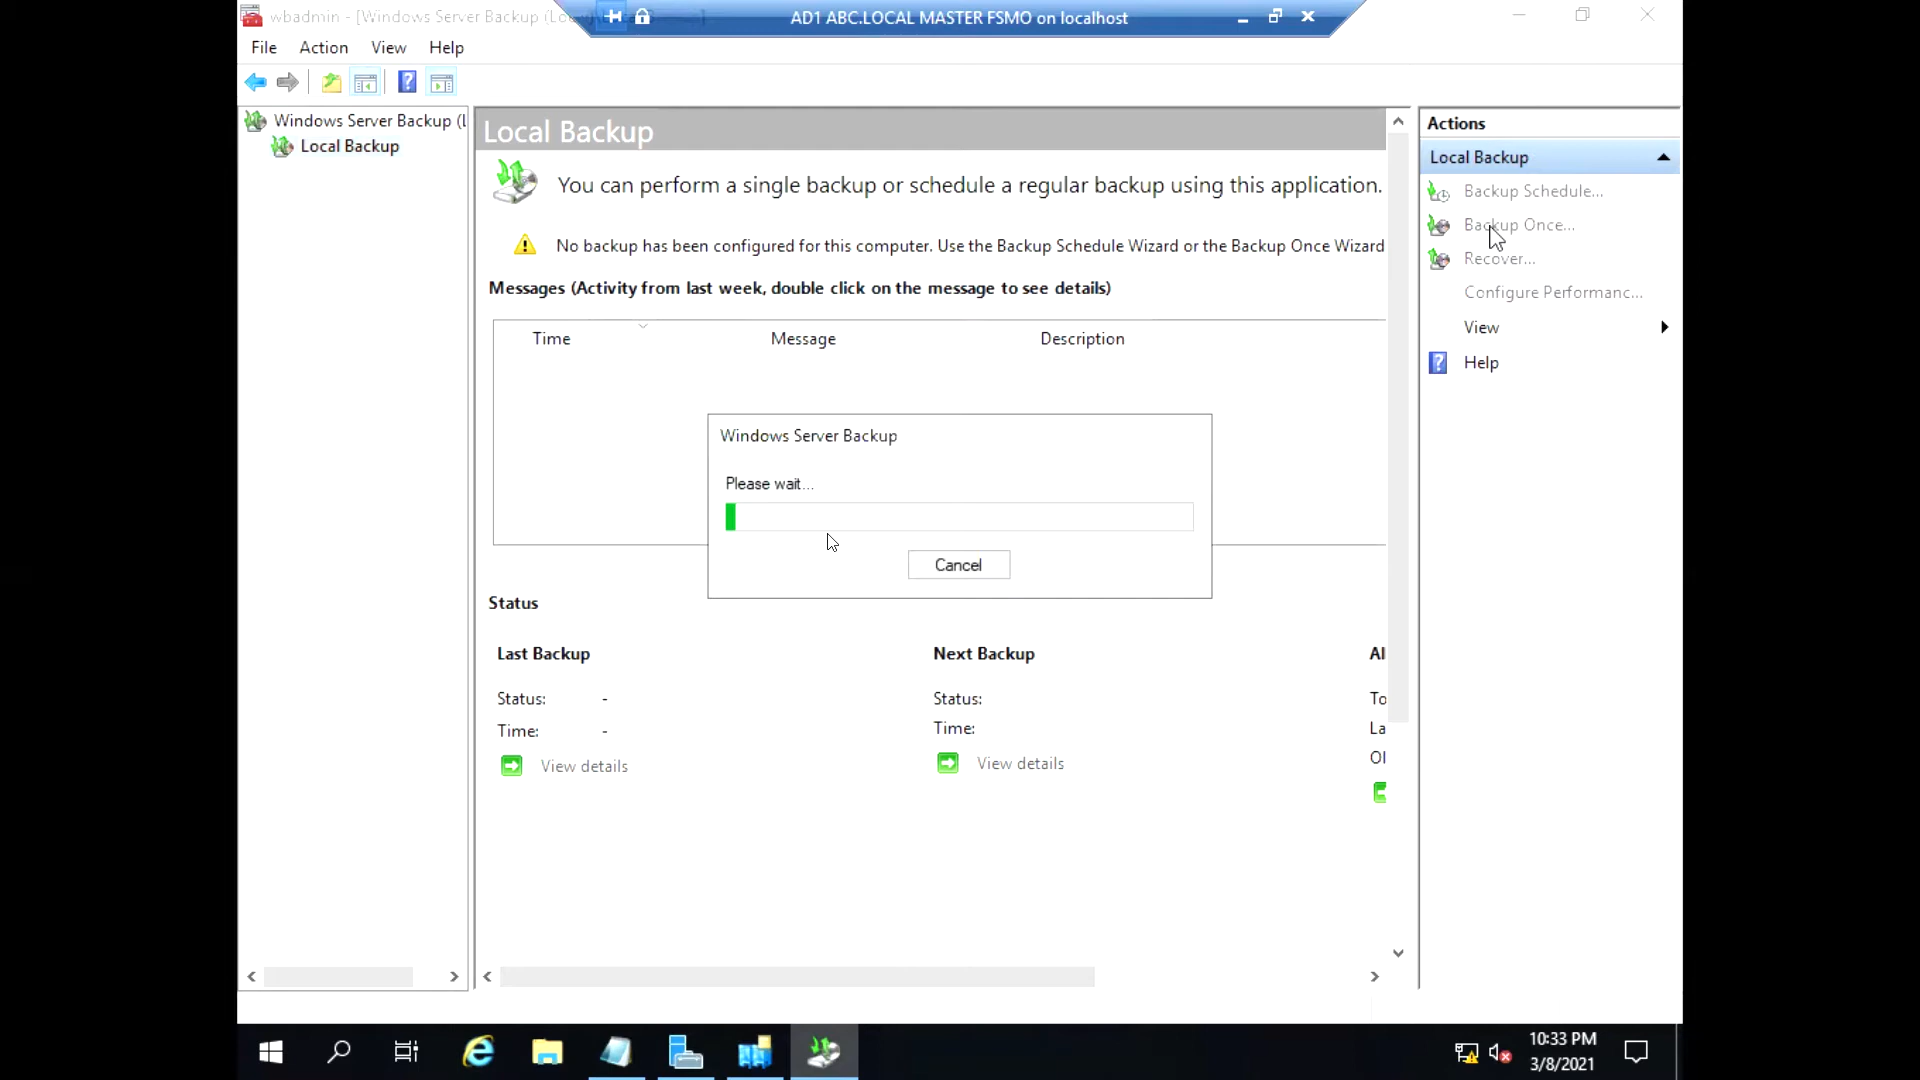 wbadmin - [Windows Server Backup (Lo
AD1 ABC.LOCAL MASTER FSMO on localhost
File Action View Help
Windows Server Backup (L
Local Backup
Local Backup
You can perform a single backup or schedule a regular backup using this application.
No backup has been configured for this computer. Use the Backup Schedule Wizard or the Backup Once Wizard
Messages (Activity from last week, double click on the message to see details)
Time Message Description
Windows Server Backup
Please wait...
Cancel
Status
Last Backup
Status: -
Time: -
View details
Next Backup
Status:
Time:
View details
Al
To
La
Ol
Actions
Local Backup
Backup Schedule...
Backup Once...
Recover...
Configure Performanc...
View
Help
10:33 PM
3/8/2021